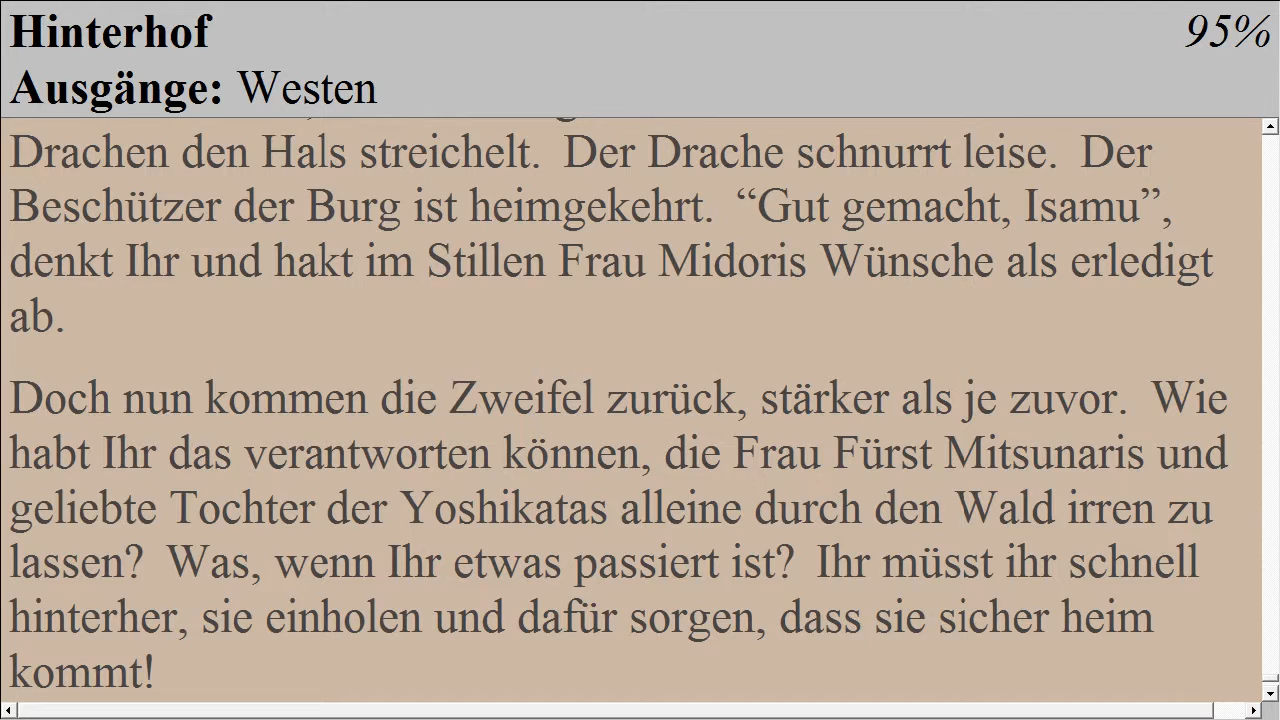 Hinterhof 95%
Ausgänge: Westen
Drachen den Hals streichelt.  Der Drache schnurrt leise.  Der
Beschützer der Burg ist heimgekehrt.  “Gut gemacht, Isamu”,
denkt Ihr und hakt im Stillen Frau Midoris Wünsche als erledigt
ab.
Doch nun kommen die Zweifel zurück, stärker als je zuvor.  Wie
habt Ihr das verantworten können, die Frau Fürst Mitsunaris und
geliebte Tochter der Yoshikatas alleine durch den Wald irren zu
lassen?  Was, wenn Ihr etwas passiert ist?  Ihr müsst ihr schnell
hinterher, sie einholen und dafür sorgen, dass sie sicher heim
kommt!